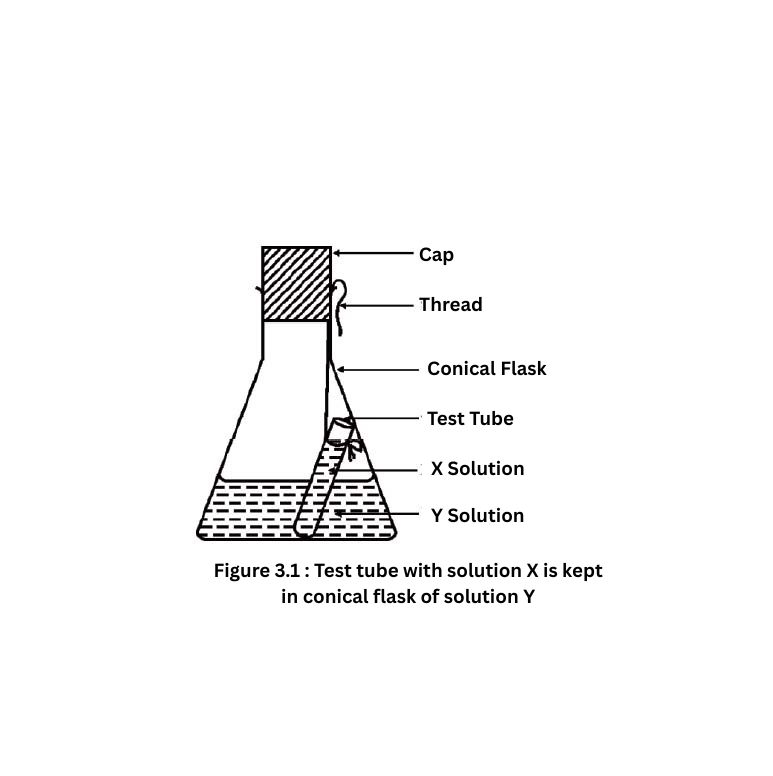 Cap
Thread
Conical Flask
Test Tube
X Solution
Y Solution
Figure 3.1 : Test tube with solution X is kept
in conical flask of solution Y